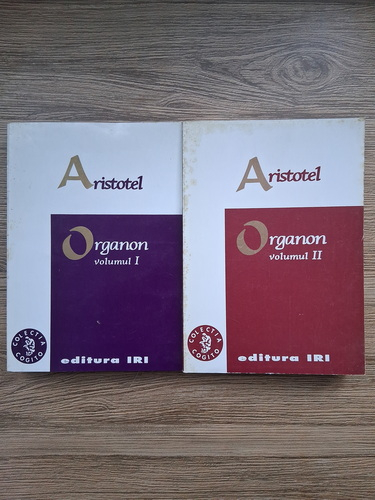 Aristotel
Organon
volumul I
COLECTIA
COGITO
editura IRI
Aristotel
Organon
volumul II
COLECTIA
COGITO
editura IRI